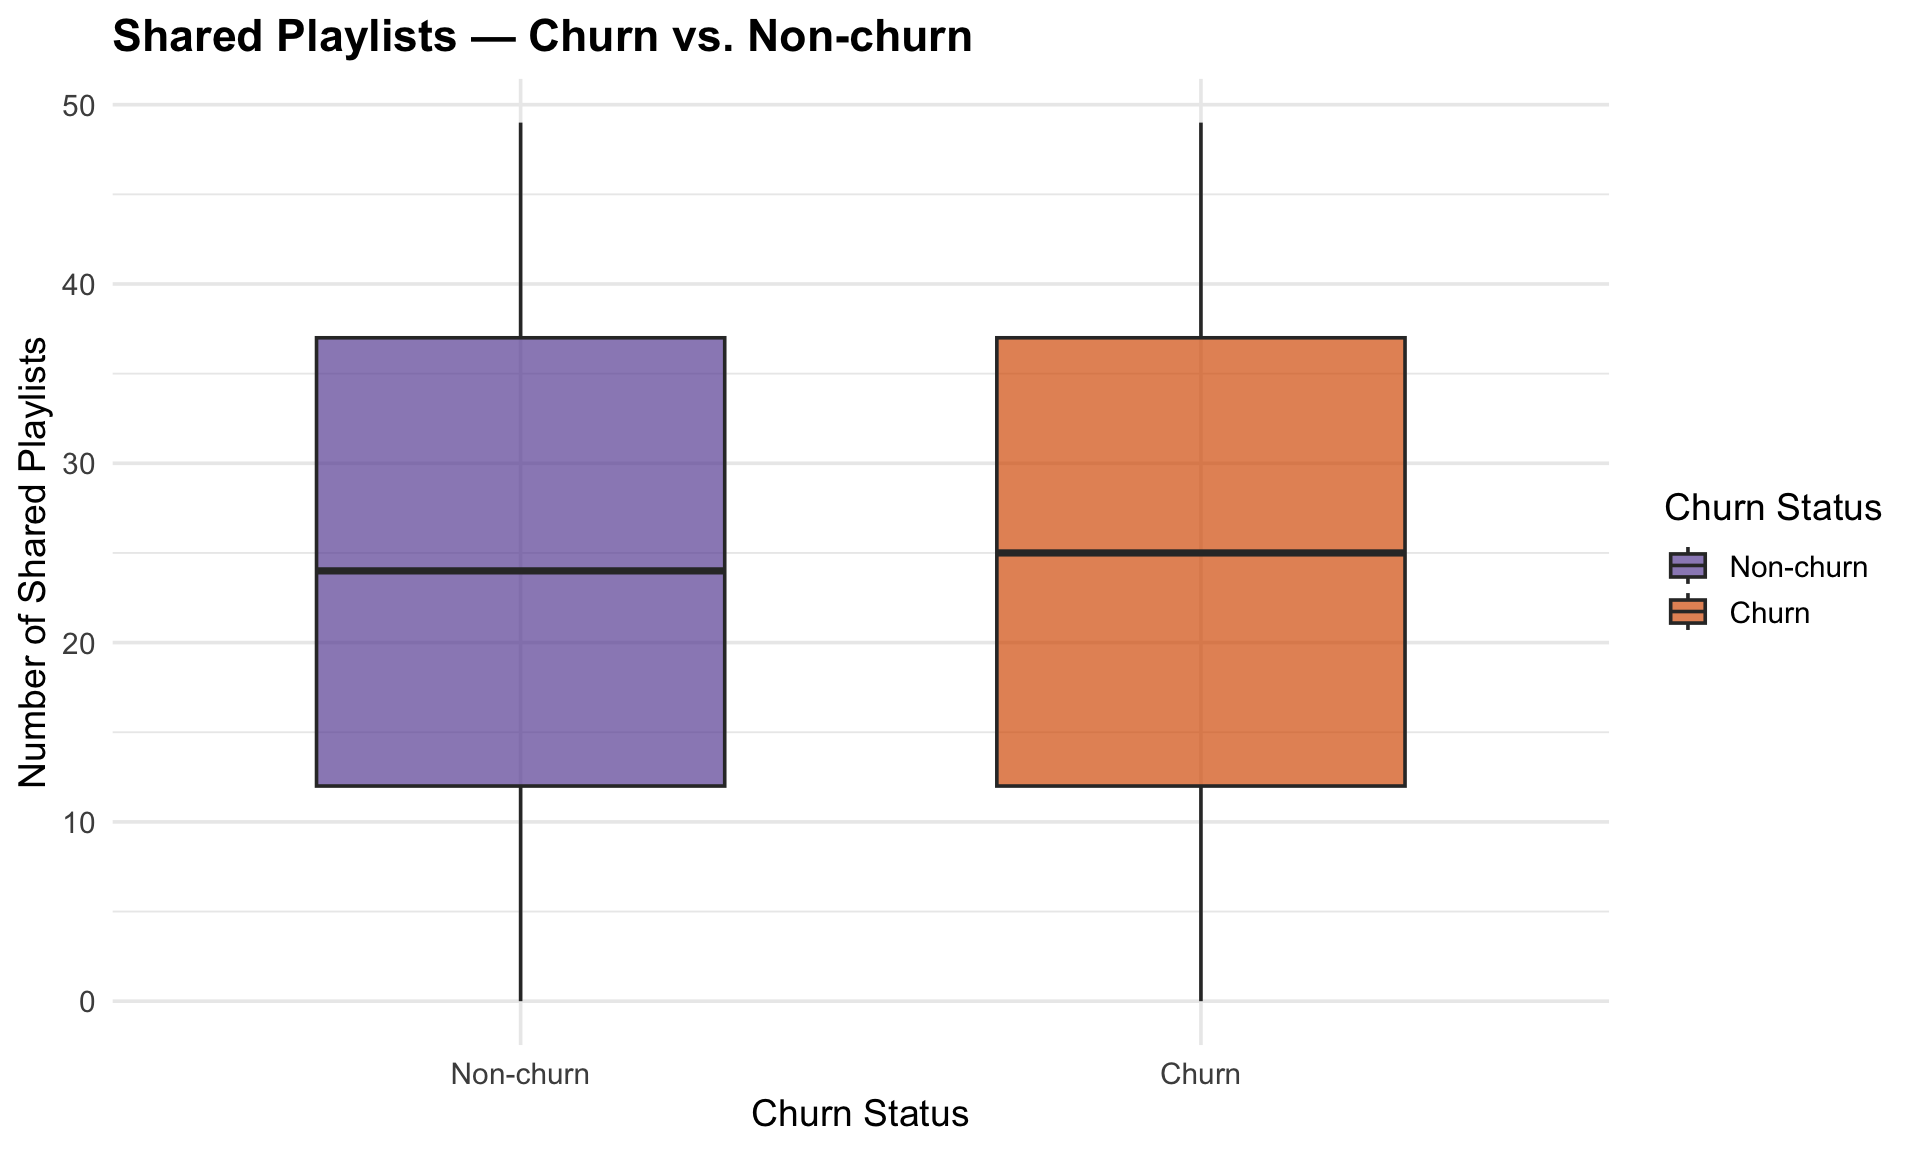 Shared Playlists — Churn vs. Non-churn
Number of Shared Playlists
50
40
30
20
10
0
Non-churn
Churn
Churn Status
Churn Status
Non-churn
Churn